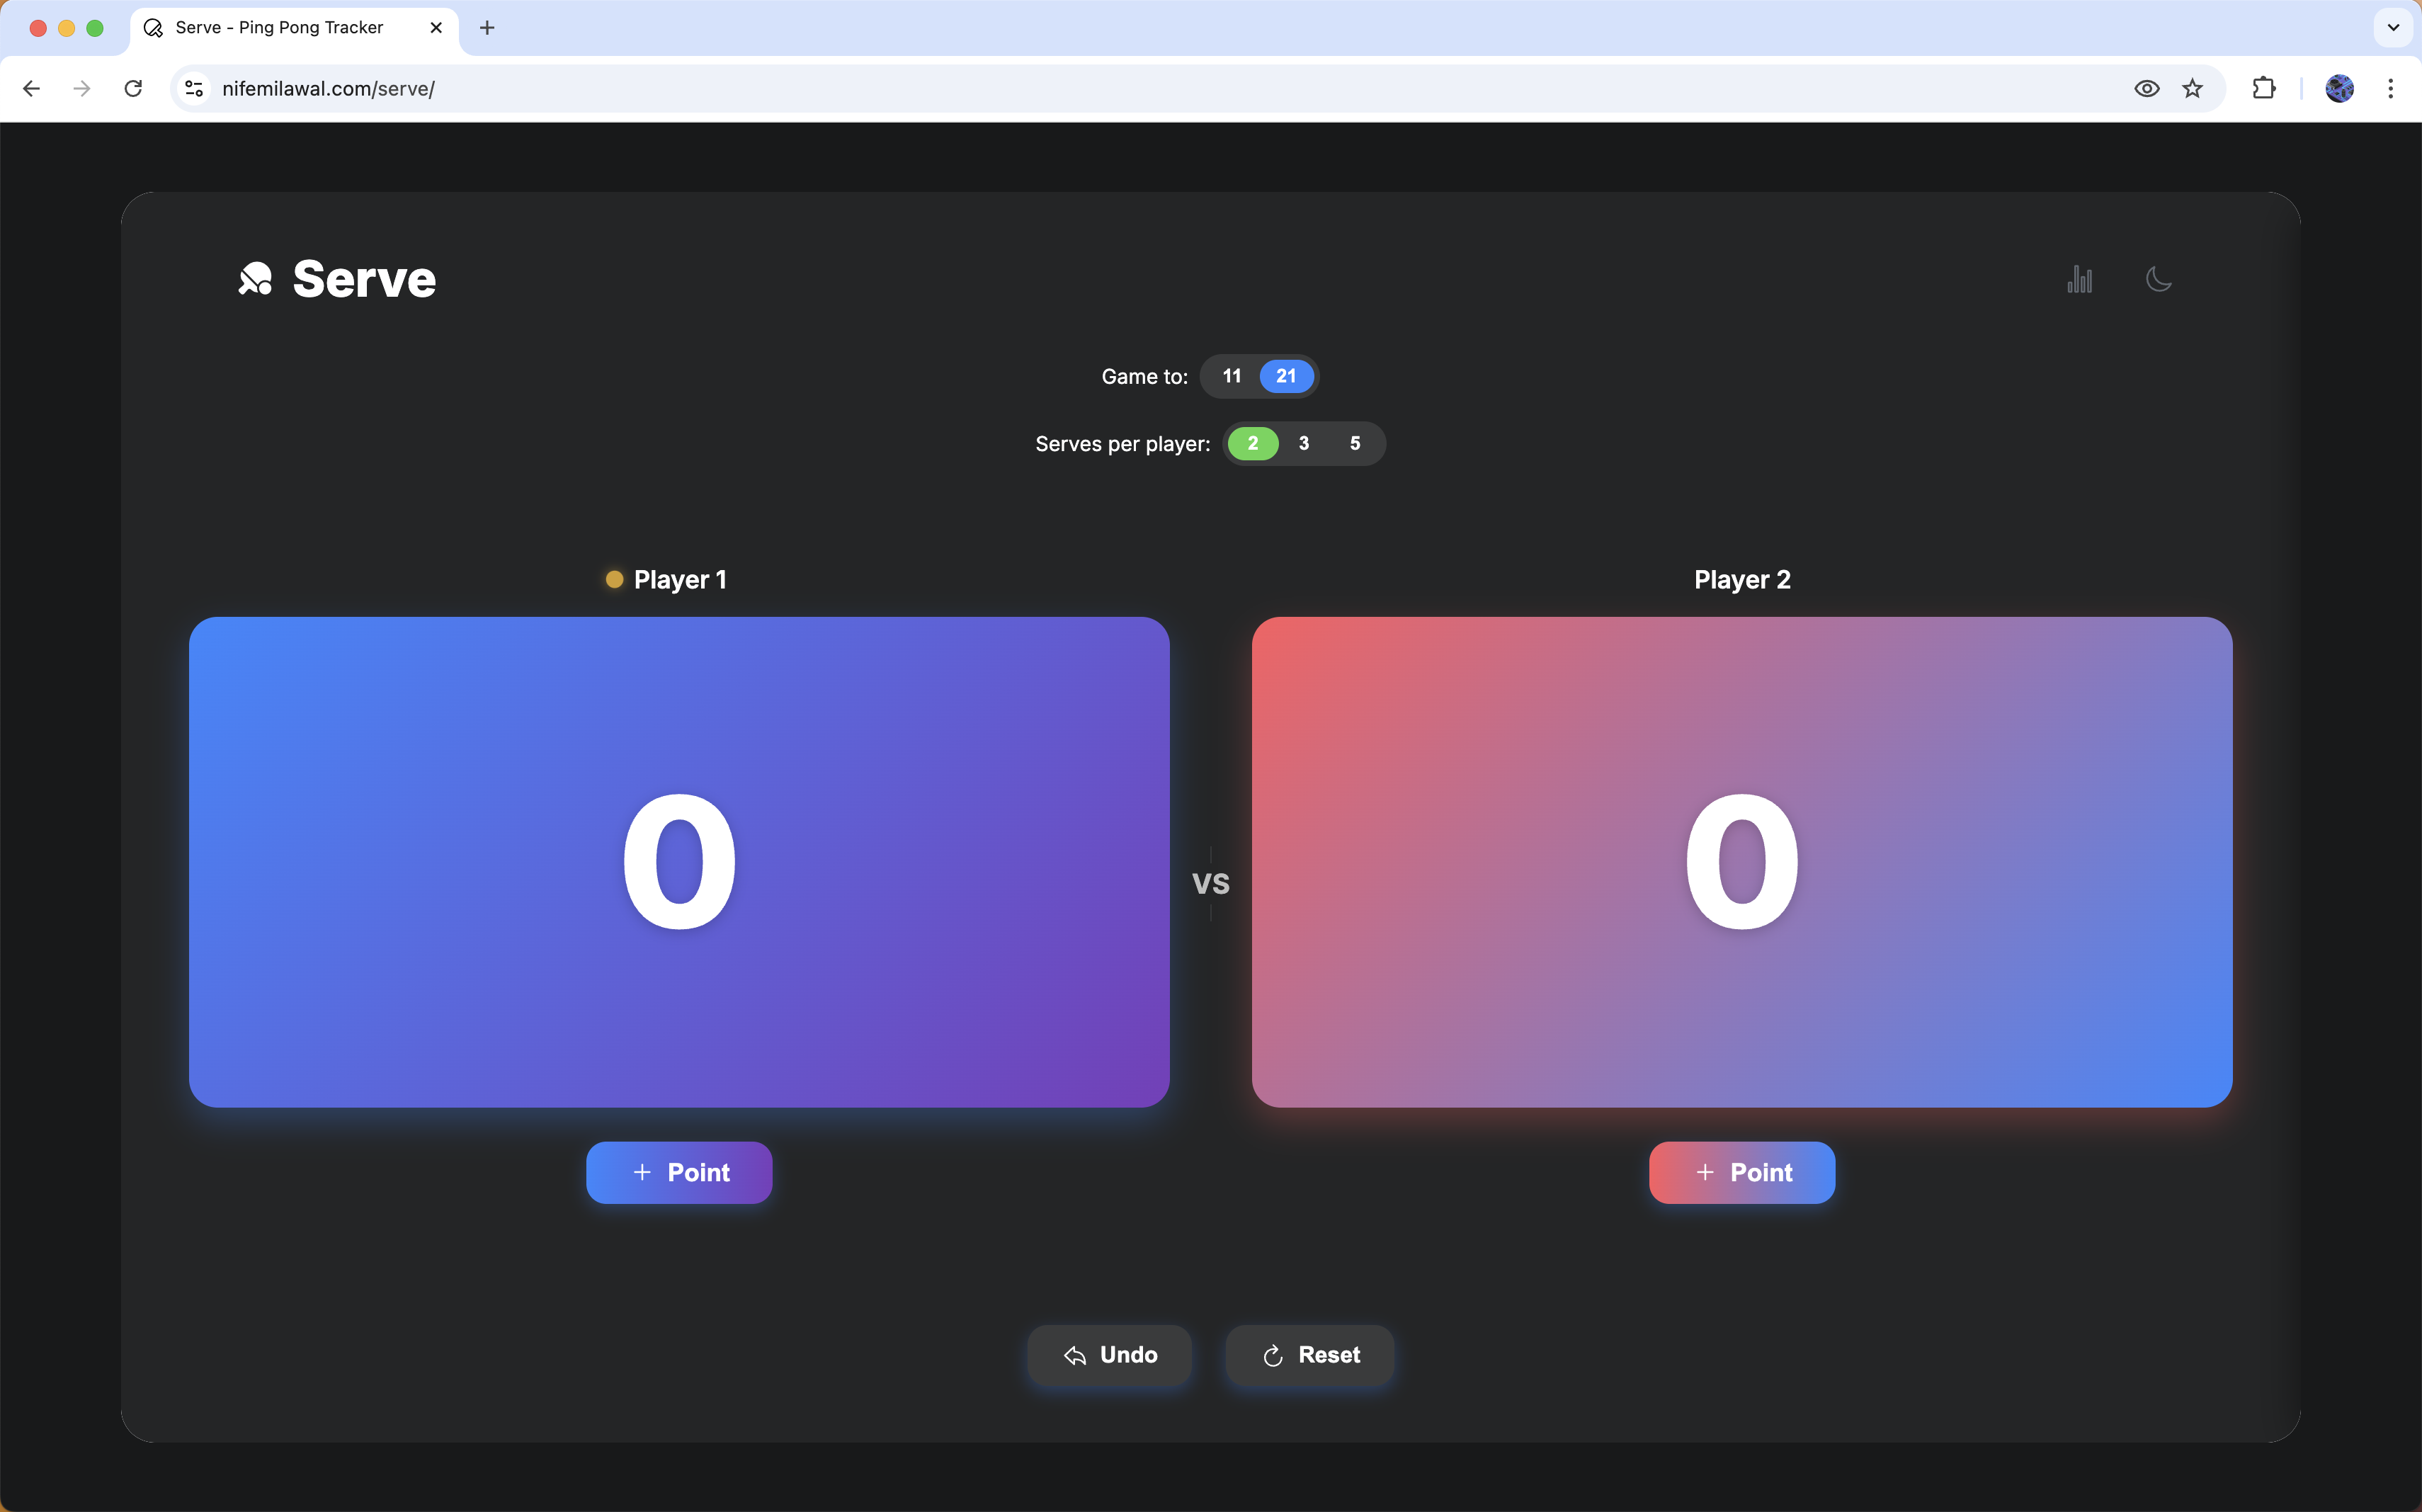 Serve - Ping Pong Tracker
nifemilawal.com/serve/
Serve
Game to: 11 21
Serves per player: 2 3 5
Player 1
Player 2
0
VS
0
+ Point
+ Point
Undo
Reset